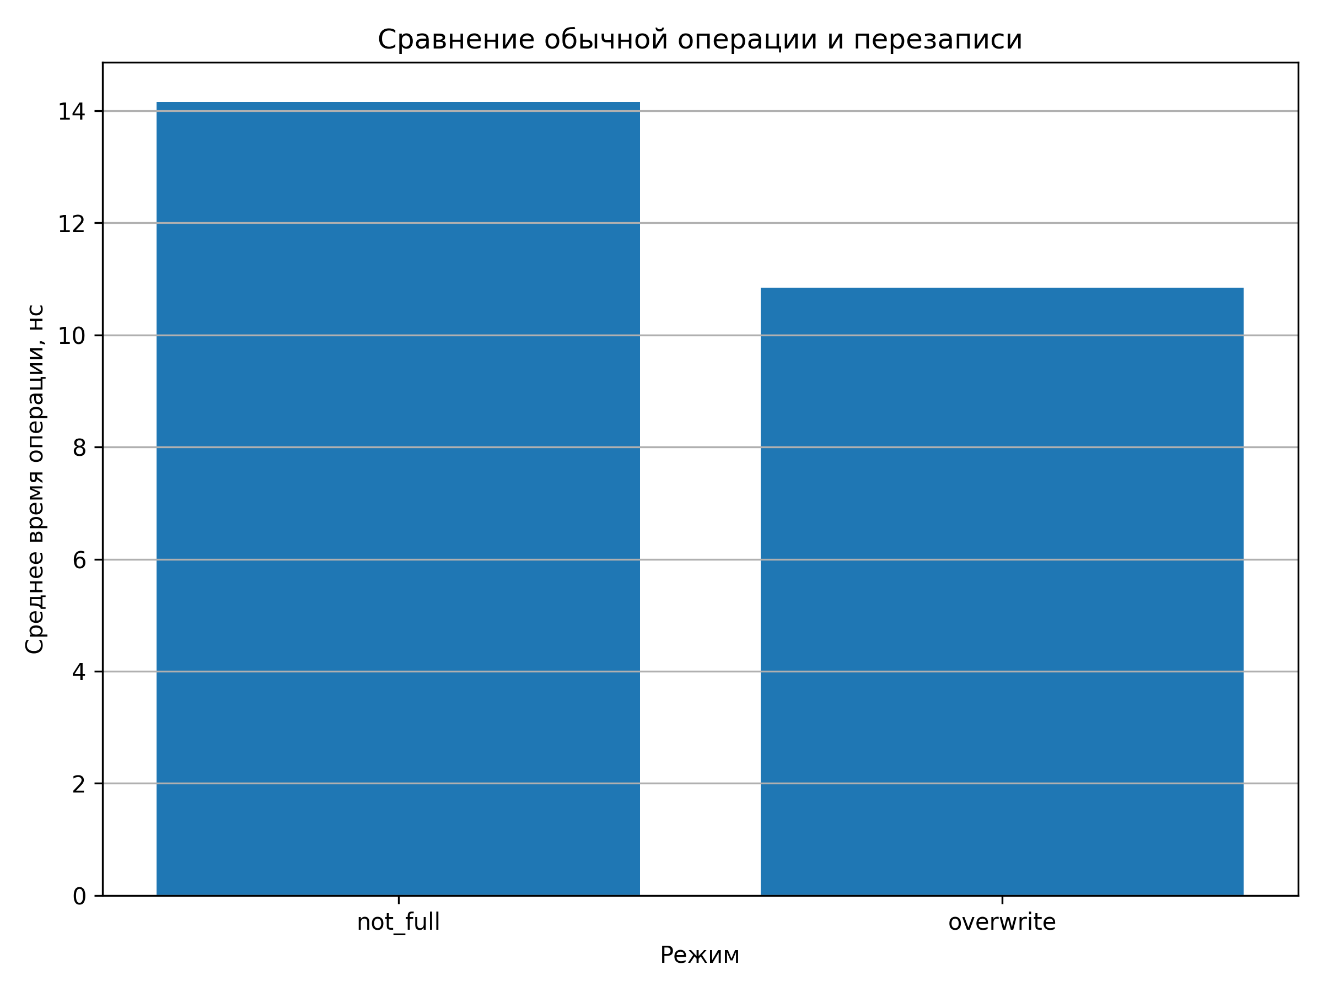 Сравнение обычной операции и перезаписи
14
12
10
8
6
4
2
0
Среднее время операции, нс
not_full
overwrite
Режим